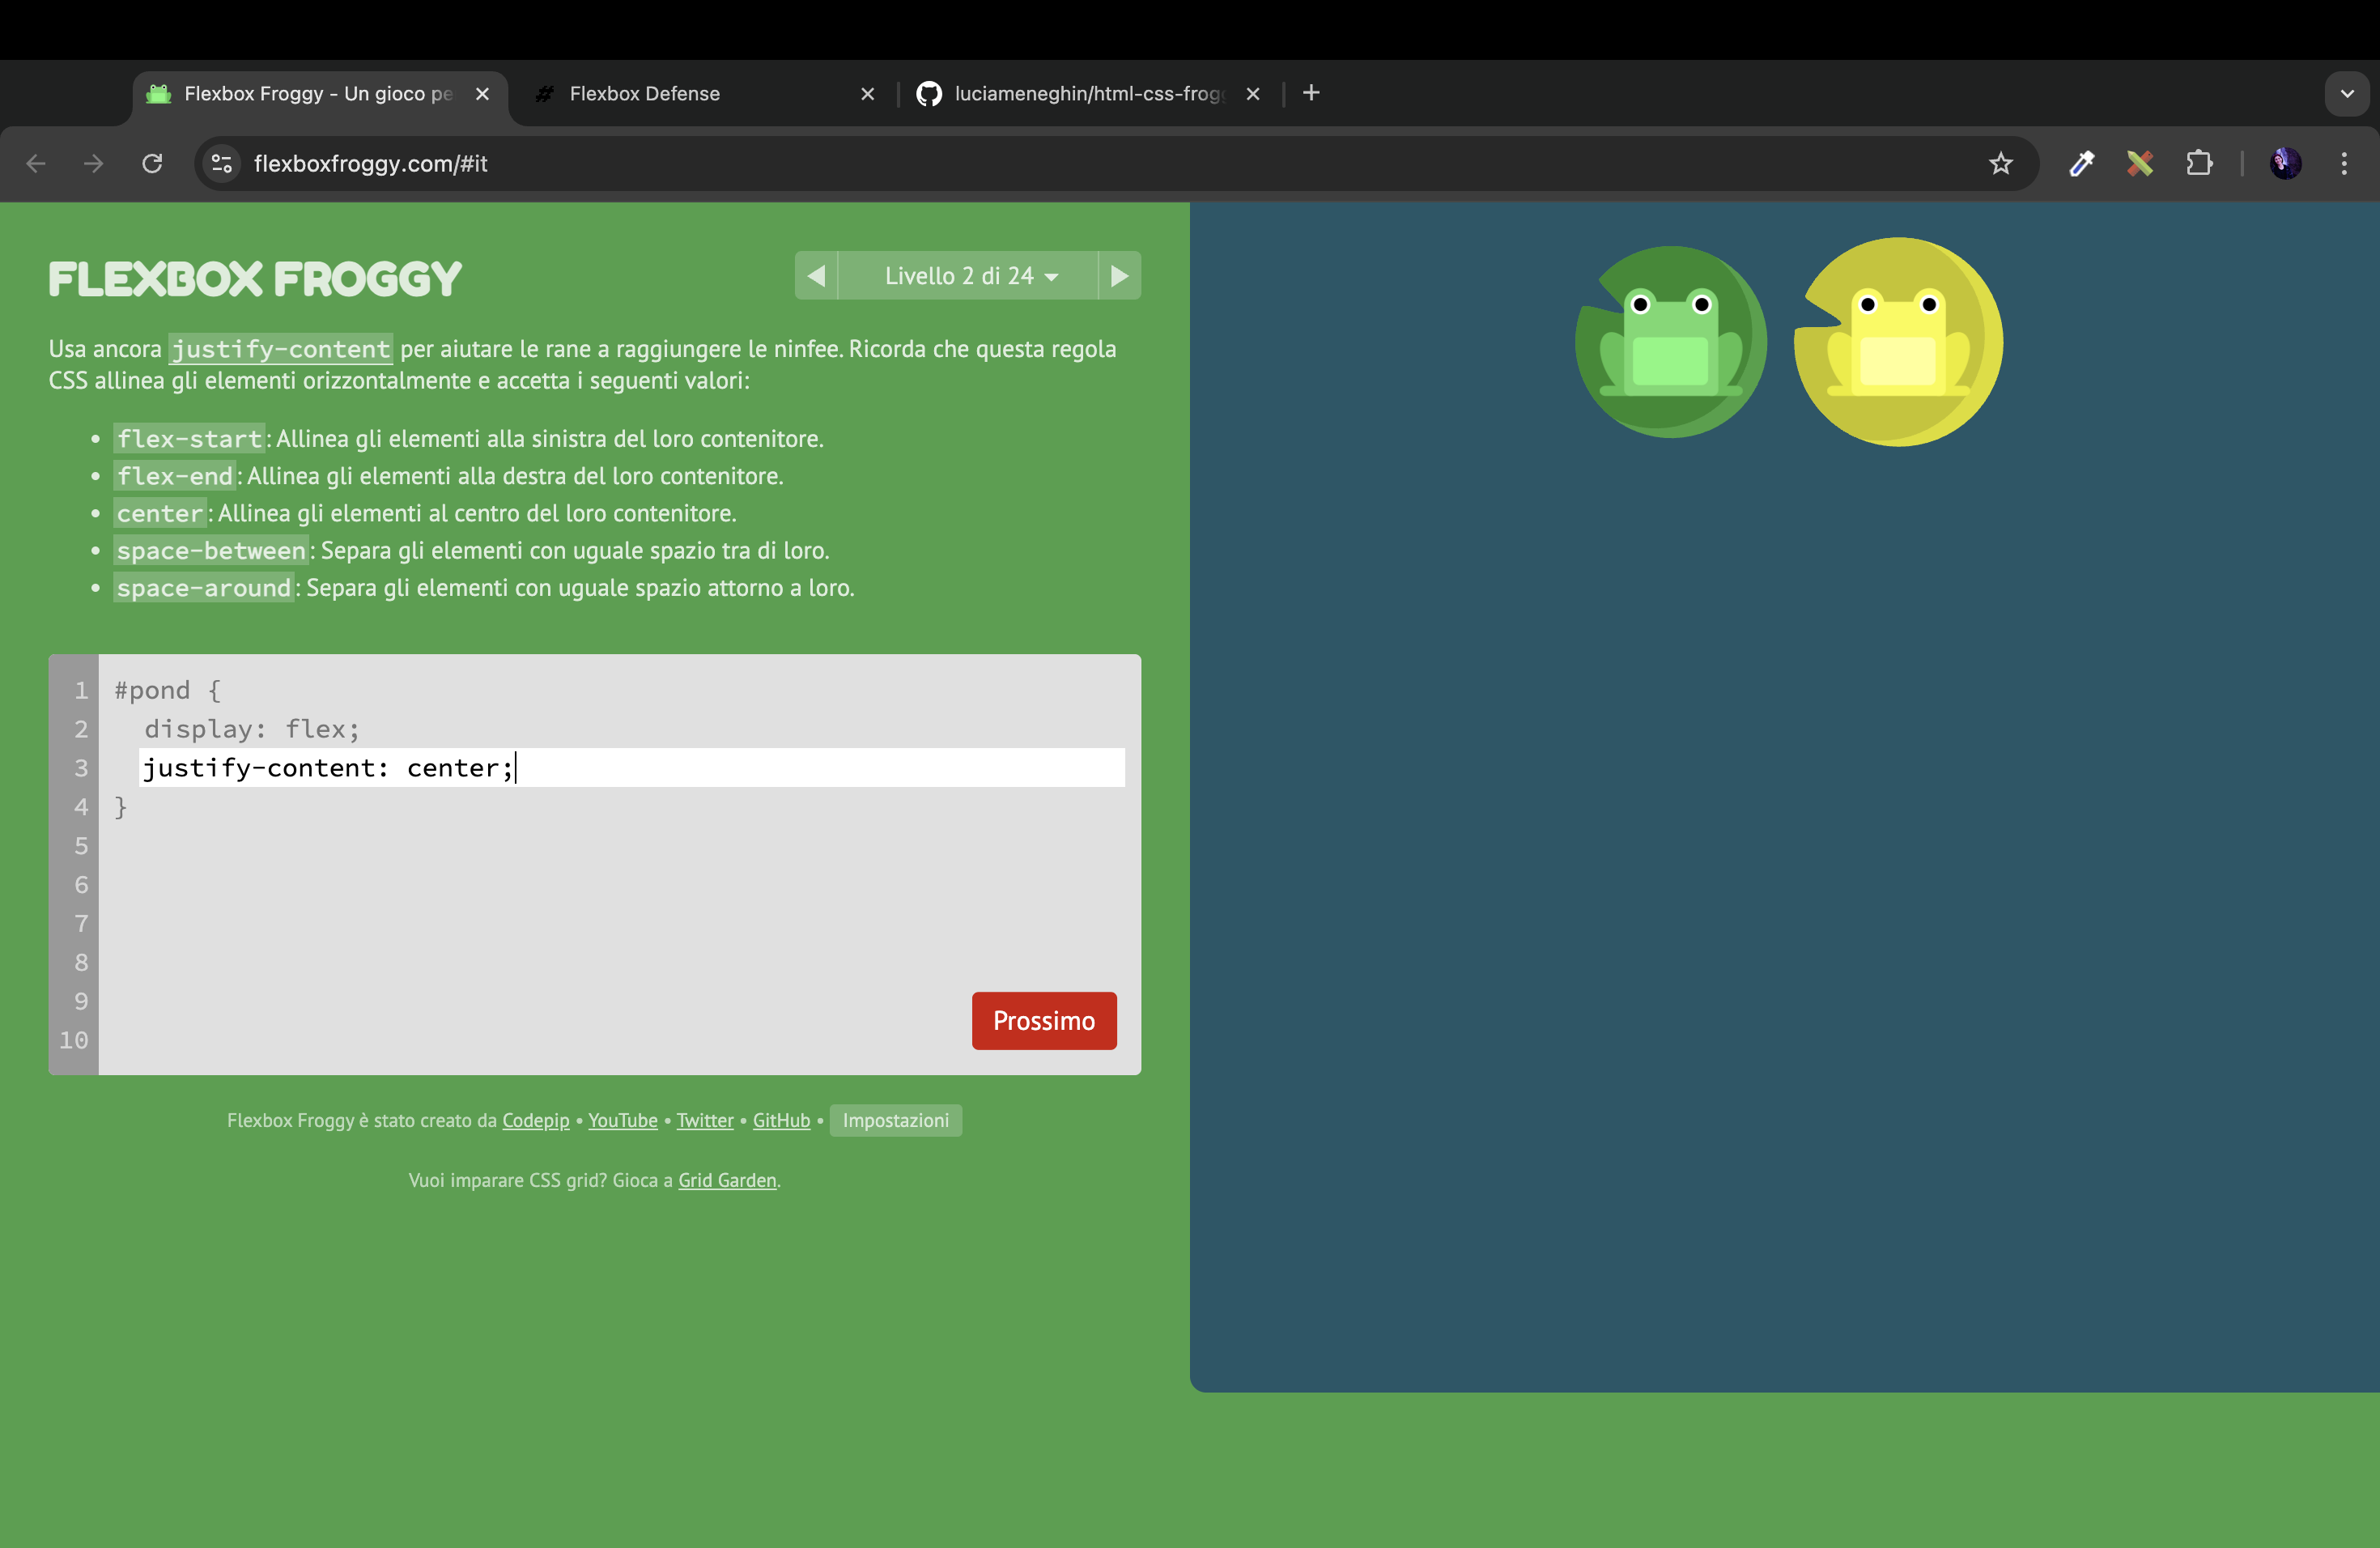 Flexbox Froggy - Un gioco pe
Flexbox Defense
luciameneghin/html-css-frog
flexboxfroggy.com/#it
FLEXBOX FROGGY
Livello 2 di 24
Usa ancora justify-content per aiutare le rane a raggiungere le ninfee. Ricorda che questa regola
CSS allinea gli elementi orizzontalmente e accetta i seguenti valori:
flex-start: Allinea gli elementi alla sinistra del loro contenitore.
flex-end: Allinea gli elementi alla destra del loro contenitore.
center: Allinea gli elementi al centro del loro contenitore.
space-between: Separa gli elementi con uguale spazio tra di loro.
space-around: Separa gli elementi con uguale spazio attorno a loro.
1 #pond {
2 display: flex;
3 justify-content: center;
4 }
5
6
7
8
9
10
Prossimo
Flexbox Froggy è stato creato da Codepip • YouTube • Twitter • GitHub • Impostazioni
Vuoi imparare CSS grid? Gioca a Grid Garden.